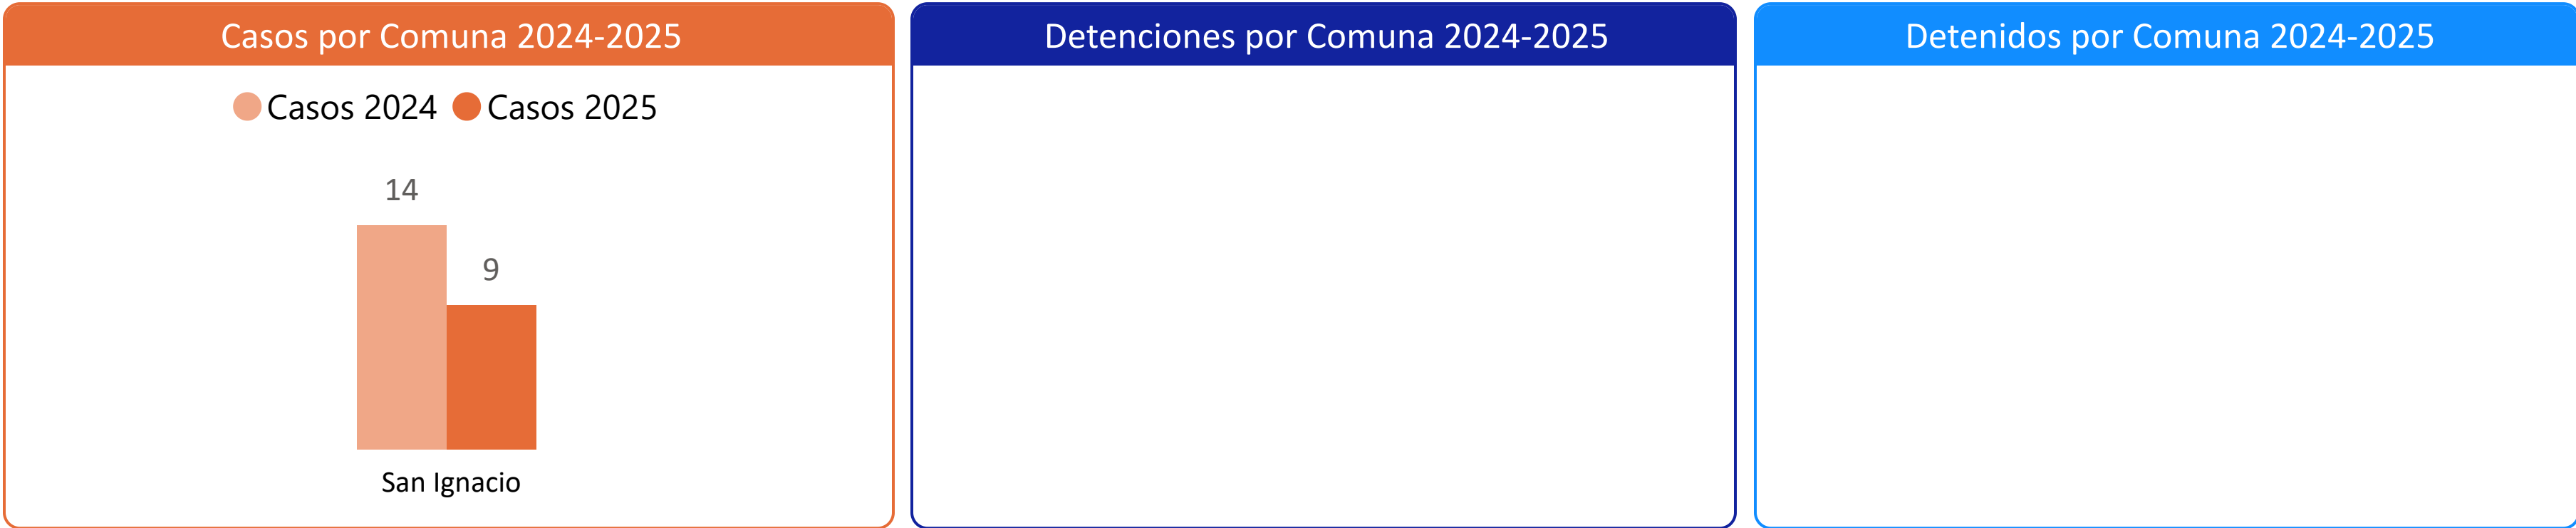 Casos por Comuna 2024-2025
Casos 2024 Casos 2025
14
9
San Ignacio
Detenciones por Comuna 2024-2025
Detenidos por Comuna 2024-2025